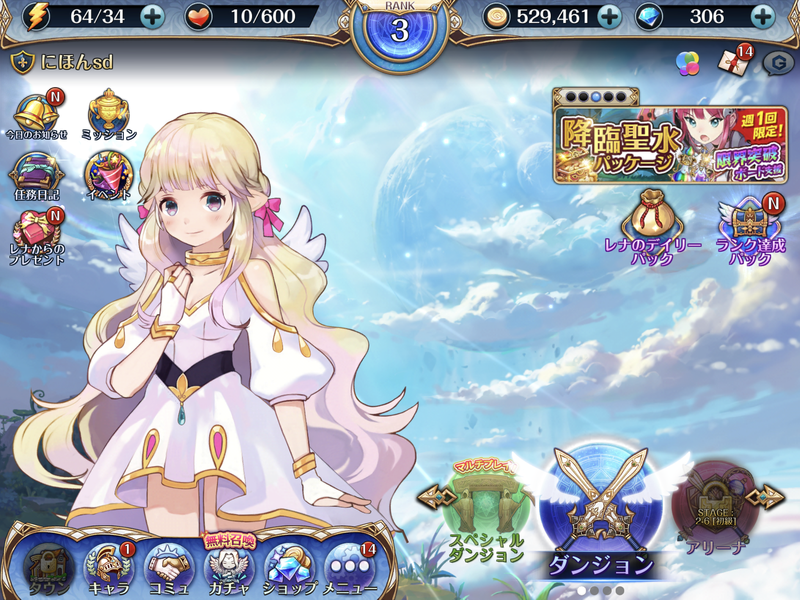 64/34
10/600
RANK
3
529,461
306
にほんsd
14
G
N
今日のお知らせ
ミッション
任務日記
イベント
N
レナからの
プレゼント
降臨聖水
パッケージ
週1回
限定!
限界突破
ボード支援
レナのデイリー
パック
N
ランク達成
パック
マルチプレイ
スペシャル
ダンジョン
ダンジョン
STAGE:
2-6 [初級]
アリーナ
タウン
1
キャラ
コミュ
無料召喚
ガチャ
ショップ
14
メニュー